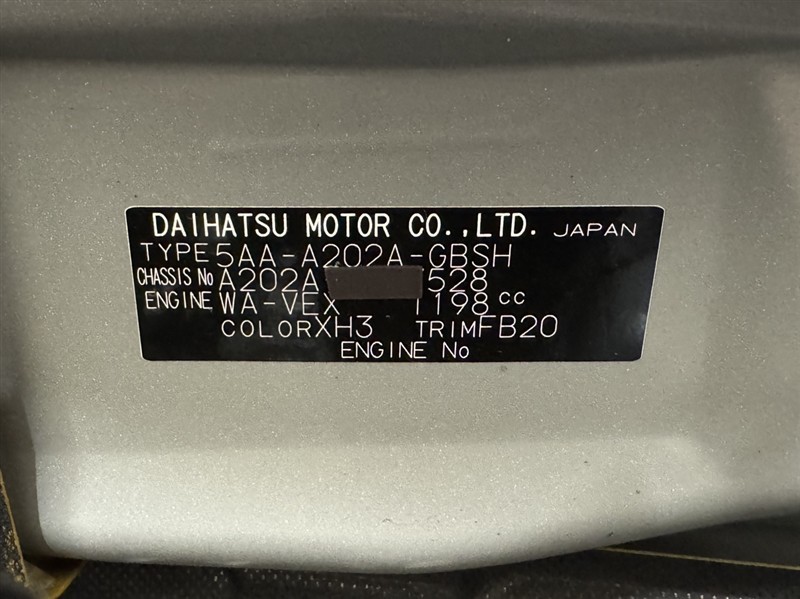 DAIHATSU MOTOR CO.,LTD. JAPAN
TYPE 5AA-A202A-GBSH
CHASSIS No A202A 528
ENGINE WA-VEX 1198 cc
COLOR XH3 TRIM FB20
ENGINE No